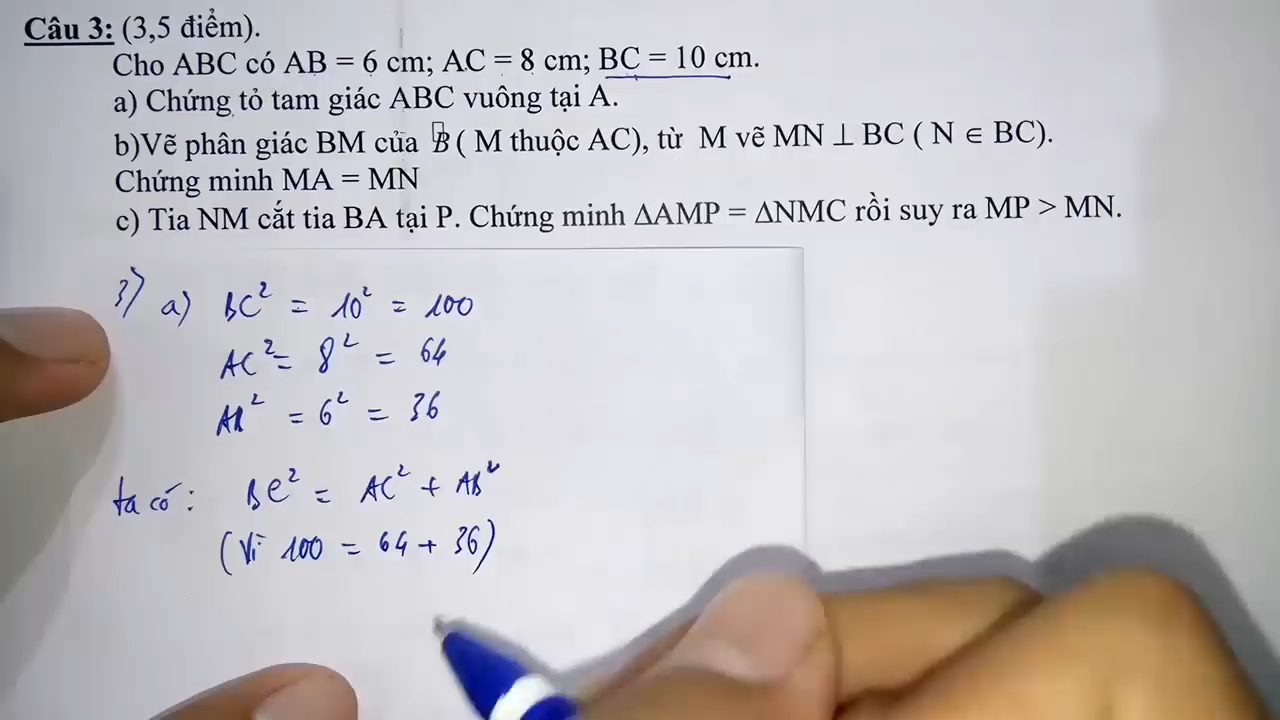 Câu 3: (3,5 điểm).
Cho ABC có AB = 6 cm; AC = 8 cm; BC = 10 cm.
a) Chứng tỏ tam giác ABC vuông tại A.
b)Vẽ phân giác BM của B ( M thuộc AC), từ M vẽ MN ⊥ BC ( N ∈ BC).
Chứng minh MA = MN
c) Tia NM cắt tia BA tại P. Chứng minh ΔAMP = ΔNMC rồi suy ra MP > MN.
3) a) BC² = 10² = 100
AC² = 8² = 64
AB² = 6² = 36
ta có: BC² = AC² + AB²
(Vì 100 = 64 + 36)